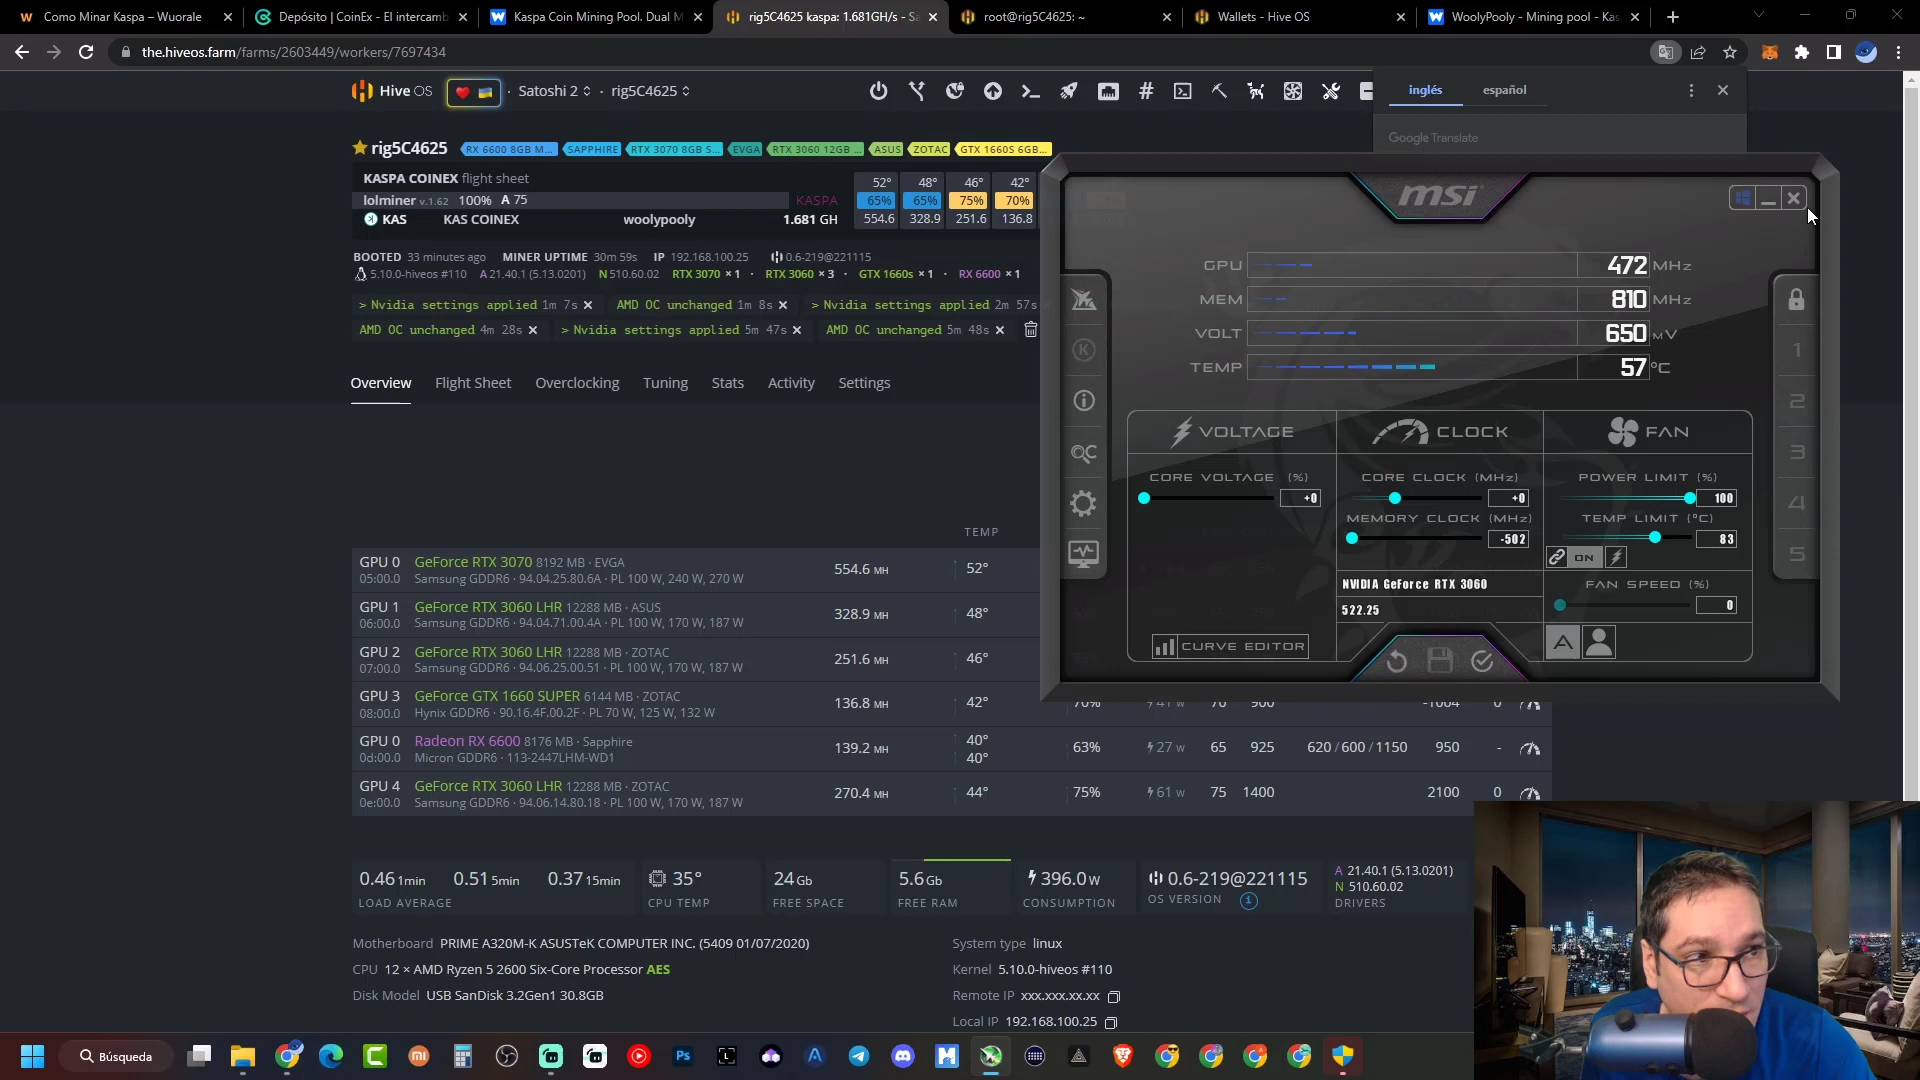 Como Minar Kaspa – Wuorale
Depósito | CoinEx - El intercamb
Kaspa Coin Mining Pool. Dual M
rig5C4625 kaspa: 1.681GH/s - Sa
root@rig5C4625: ~
Wallets - Hive OS
WoolyPooly - Mining pool - Kas
the.hiveos.farm/farms/2603449/workers/7697434
Hive OS · Satoshi 2 · rig5C4625
inglés español
Google Translate
rig5C4625 RX 6600 8GB M... SAPPHIRE RTX 3070 8GB S... EVGA RTX 3060 12GB ... ASUS ZOTAC GTX 1660S 6GB...
KASPA COINEX flight sheet
lolminer v.1.62 100% A 75 KASPA
KAS KAS COINEX woolypooly 1.681 GH
52° 48° 46° 42°
65% 65% 75% 70%
554.6 328.9 251.6 136.8
BOOTED 33 minutes ago MINER UPTIME 30m 59s IP 192.168.100.25 0.6-219@221115
5.10.0-hiveos #110 A 21.40.1 (5.13.0201) N 510.60.02 RTX 3070 ×1 · RTX 3060 ×3 · GTX 1660s ×1 · RX 6600 ×1
> Nvidia settings applied 1m 7s AMD OC unchanged 1m 8s > Nvidia settings applied 2m 57s
AMD OC unchanged 4m 28s > Nvidia settings applied 5m 47s AMD OC unchanged 5m 48s
Overview Flight Sheet Overclocking Tuning Stats Activity Settings
TEMP
GPU 0 GeForce RTX 3070 8192 MB · EVGA 554.6 MH 52°
05:00.0 Samsung GDDR6 · 94.04.25.80.6A · PL 100 W, 240 W, 270 W
GPU 1 GeForce RTX 3060 LHR 12288 MB · ASUS 328.9 MH 48°
06:00.0 Samsung GDDR6 · 94.04.71.00.4A · PL 100 W, 170 W, 187 W
GPU 2 GeForce RTX 3060 LHR 12288 MB · ZOTAC 251.6 MH 46°
07:00.0 Samsung GDDR6 · 94.06.25.00.51 · PL 100 W, 170 W, 187 W
GPU 3 GeForce GTX 1660 SUPER 6144 MB · ZOTAC 136.8 MH 42° 70% 41 W 70 900 -1004 0
08:00.0 Hynix GDDR6 · 90.16.4F.00.2F · PL 70 W, 125 W, 132 W
GPU 0 Radeon RX 6600 8176 MB · Sapphire 139.2 MH 40° 63% 27 W 65 925 620 / 600 / 1150 950 -
0d:00.0 Micron GDDR6 · 113-2447LHM-WD1 40°
GPU 4 GeForce RTX 3060 LHR 12288 MB · ZOTAC 270.4 MH 44° 75% 61 W 75 1400 2100 0
0e:00.0 Samsung GDDR6 · 94.06.14.80.18 · PL 100 W, 170 W, 187 W
msi
GPU 472 MHz
MEM 810 MHz
VOLT 650 MV
TEMP 57 °C
K
1
2
3
4
5
VOLTAGE CLOCK FAN
CORE VOLTAGE (%) +0
CORE CLOCK (MHz) +0
MEMORY CLOCK (MHz) -502
POWER LIMIT (%) 100
TEMP LIMIT (°C) 83
ON
NVIDIA GeForce RTX 3060
522.25
FAN SPEED (%) 0
CURVE EDITOR
A
0.46 1min 0.51 5min 0.37 15min
LOAD AVERAGE
35°
CPU TEMP
24 Gb
FREE SPACE
5.6 Gb
FREE RAM
396.0 W
CONSUMPTION
0.6-219@221115
OS VERSION
A 21.40.1 (5.13.0201)
N 510.60.02
DRIVERS
Motherboard PRIME A320M-K ASUSTeK COMPUTER INC. (5409 01/07/2020)
CPU 12 × AMD Ryzen 5 2600 Six-Core Processor AES
Disk Model USB SanDisk 3.2Gen1 30.8GB
System type linux
Kernel 5.10.0-hiveos #110
Remote IP xxx.xxx.xx.xx
Local IP 192.168.100.25
Búsqueda